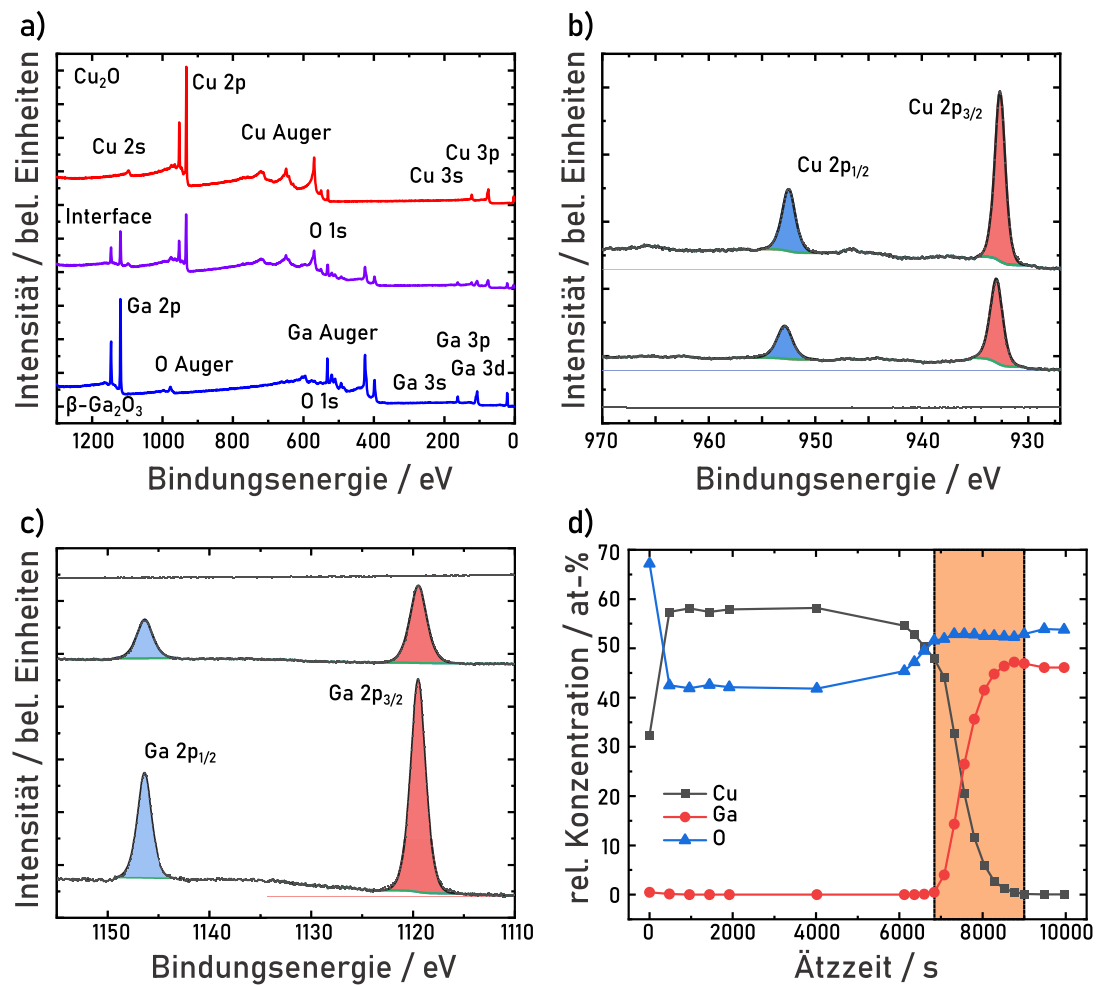 a)
Intensität / bel. Einheiten
Cu₂O
Cu 2p
Cu 2s
Cu Auger
Cu 3p
Cu 3s
Interface
O 1s
Ga 2p
O Auger
Ga Auger
Ga 3p
Ga 3d
Ga 3s
O 1s
β-Ga₂O₃
1200 1000 800 600 400 200 0
Bindungsenergie / eV
b)
Intensität / bel. Einheiten
Cu 2p₃/₂
Cu 2p₁/₂
970 960 950 940 930
Bindungsenergie / eV
c)
Intensität / bel. Einheiten
Ga 2p₃/₂
Ga 2p₁/₂
1150 1140 1130 1120 1110
Bindungsenergie / eV
d)
rel. Konzentration / at-%
70
60
50
40
30
20
10
0
Cu
Ga
O
0 2000 4000 6000 8000 10000
Ätzzeit / s